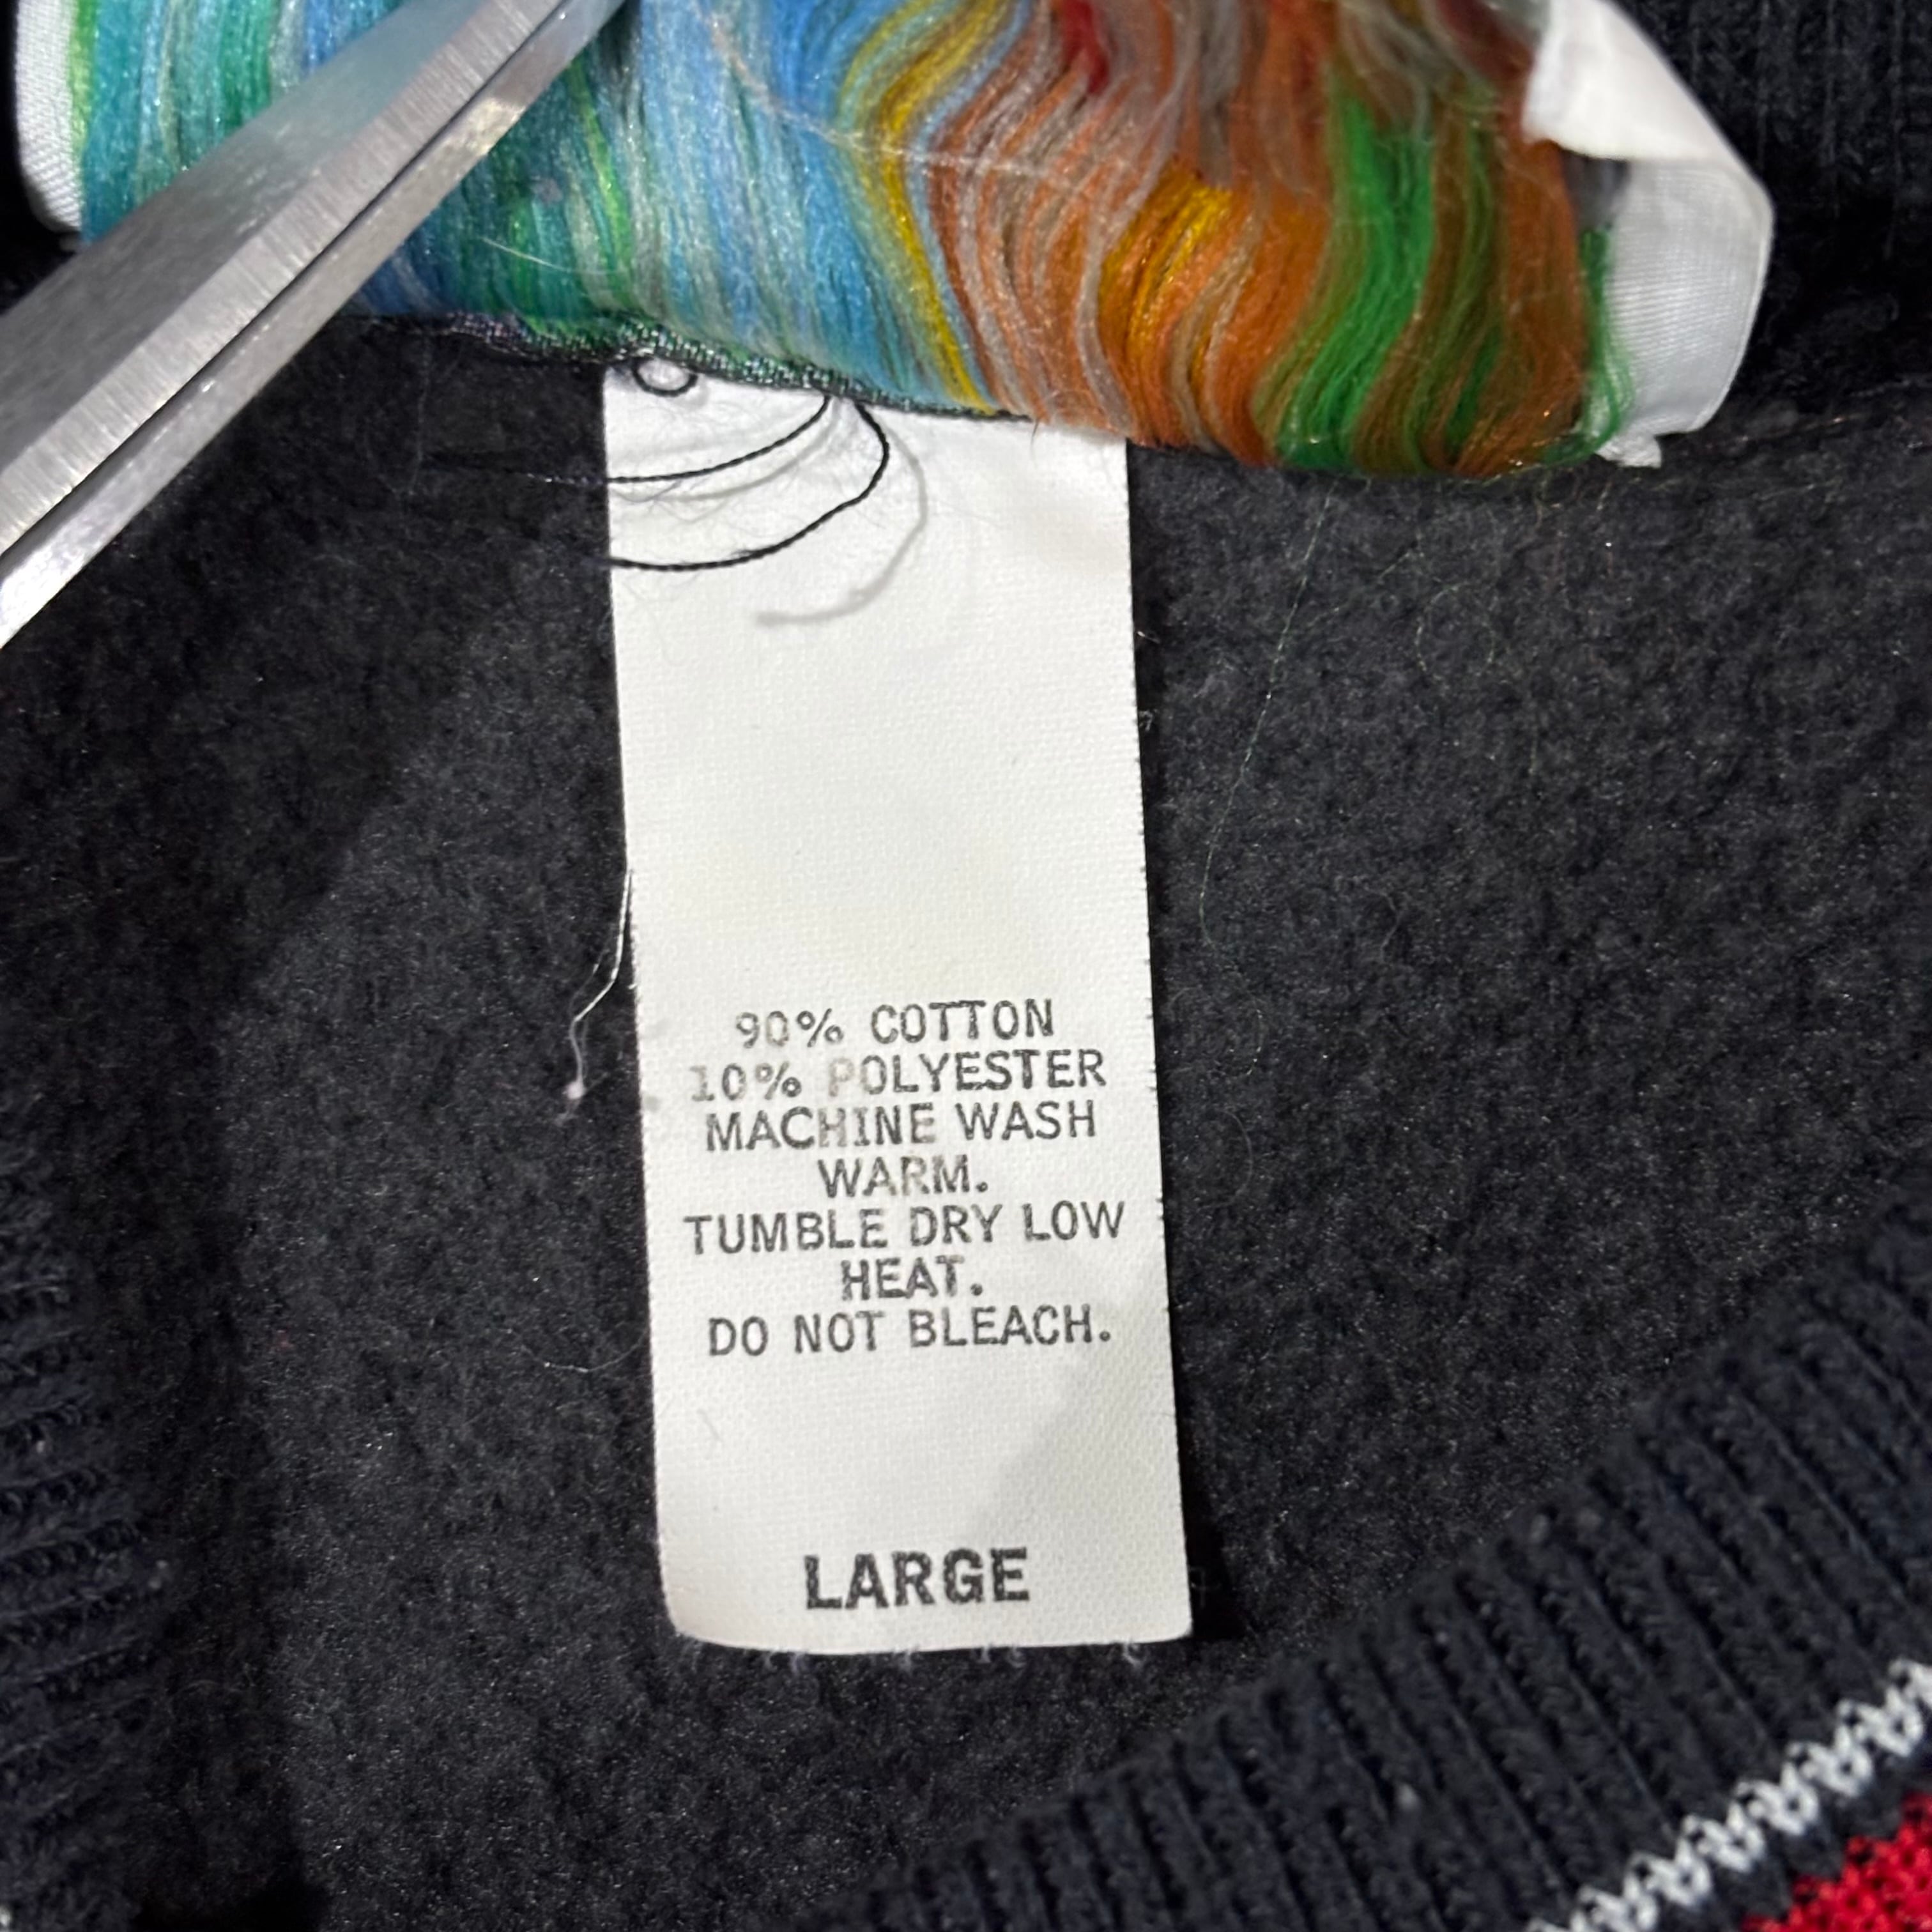 90% COTTON
10% POLYESTER
MACHINE WASH
WARM.
TUMBLE DRY LOW
HEAT.
DO NOT BLEACH.
LARGE